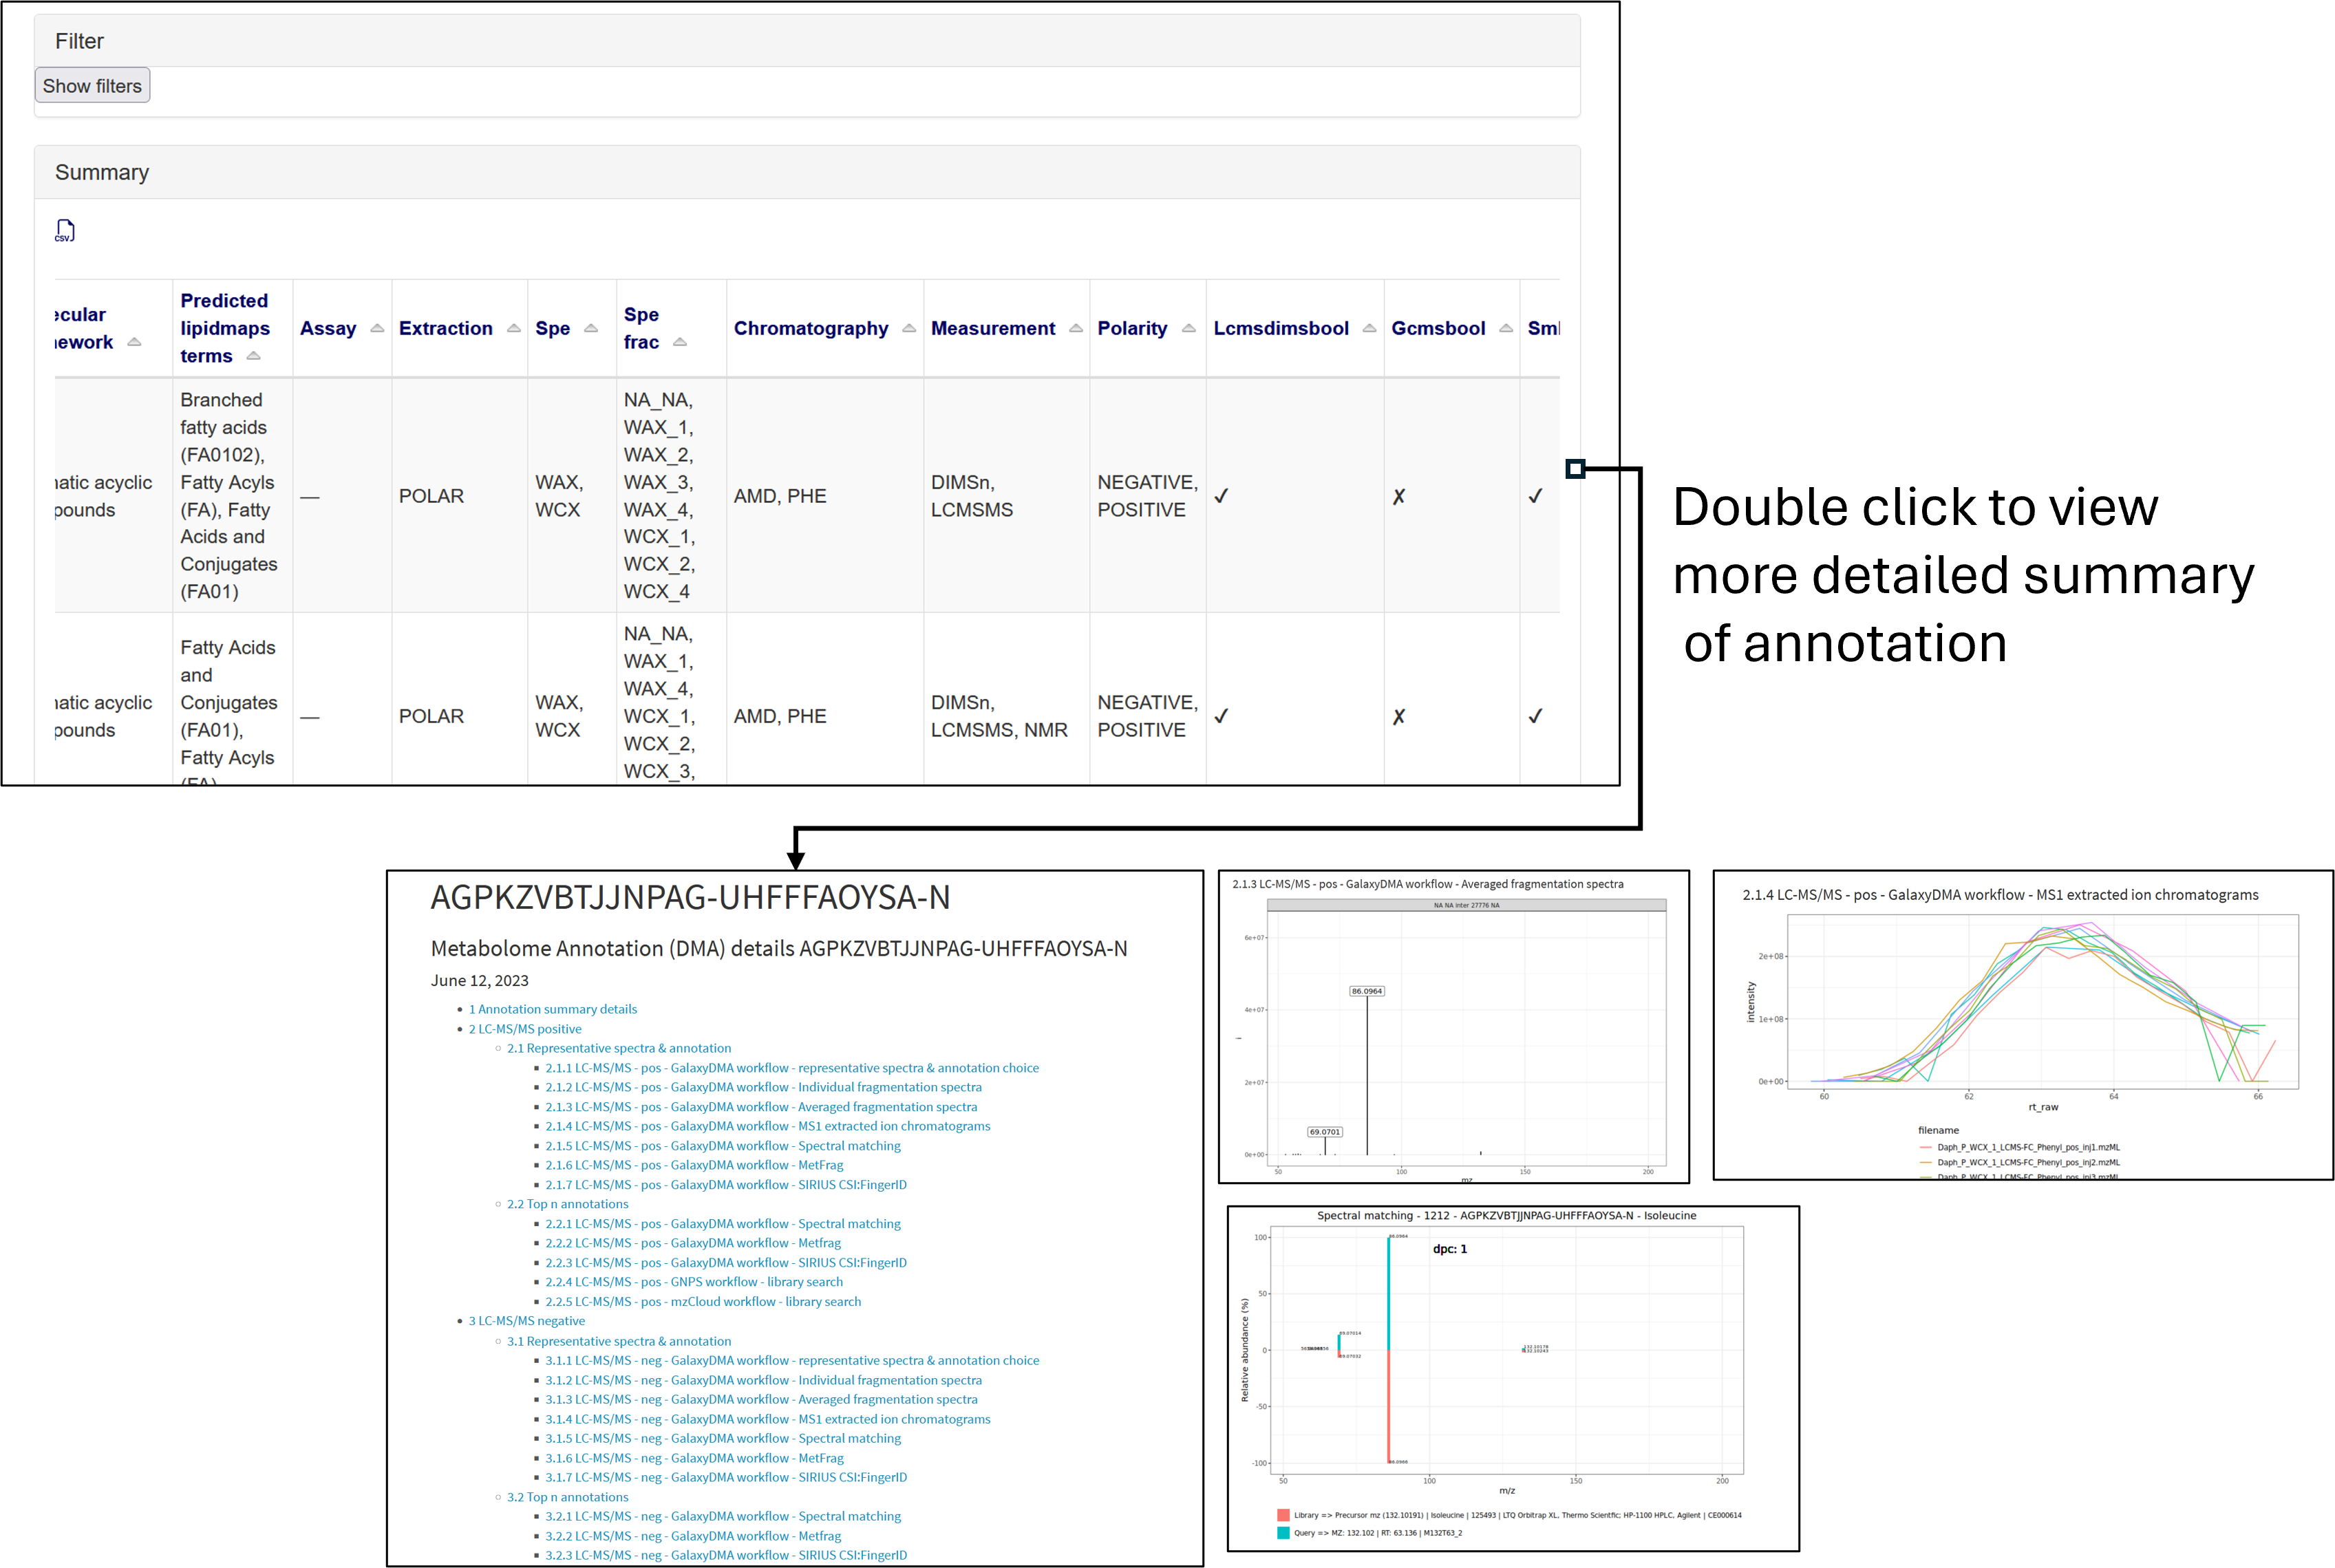 Filter
Show filters
Summary
CSV
ecular
ework
Predicted
lipidmaps
terms
Assay
Extraction
Spe
Spe
frac
Chromatography
Measurement
Polarity
Lcmsdimsbool
Gcmsbool
Sm
natic acyclic
pounds
Branched
fatty acids
(FA0102),
Fatty Acyls
(FA), Fatty
Acids and
Conjugates
(FA01)
—
POLAR
WAX,
WCX
NA_NA,
WAX_1,
WAX_2,
WAX_3,
WAX_4,
WCX_1,
WCX_2,
WCX_4
AMD, PHE
DIMSn,
LCMSMS
NEGATIVE,
POSITIVE
✓
✗
✓
natic acyclic
pounds
Fatty Acids
and
Conjugates
(FA01),
Fatty Acyls
(FA)
—
POLAR
WAX,
WCX
NA_NA,
WAX_1,
WAX_4,
WCX_1,
WCX_2,
WCX_3,
AMD, PHE
DIMSn,
LCMSMS, NMR
NEGATIVE,
POSITIVE
✓
✗
✓
Double click to view
more detailed summary
of annotation
AGPKZVBTJJNPAG-UHFFFAOYSA-N
Metabolome Annotation (DMA) details AGPKZVBTJJNPAG-UHFFFAOYSA-N
June 12, 2023
1 Annotation summary details
2 LC-MS/MS positive
2.1 Representative spectra & annotation
2.1.1 LC-MS/MS - pos - GalaxyDMA workflow - representative spectra & annotation choice
2.1.2 LC-MS/MS - pos - GalaxyDMA workflow - Individual fragmentation spectra
2.1.3 LC-MS/MS - pos - GalaxyDMA workflow - Averaged fragmentation spectra
2.1.4 LC-MS/MS - pos - GalaxyDMA workflow - MS1 extracted ion chromatograms
2.1.5 LC-MS/MS - pos - GalaxyDMA workflow - Spectral matching
2.1.6 LC-MS/MS - pos - GalaxyDMA workflow - MetFrag
2.1.7 LC-MS/MS - pos - GalaxyDMA workflow - SIRIUS CSI:FingerID
2.2 Top n annotations
2.2.1 LC-MS/MS - pos - GalaxyDMA workflow - Spectral matching
2.2.2 LC-MS/MS - pos - GalaxyDMA workflow - Metfrag
2.2.3 LC-MS/MS - pos - GalaxyDMA workflow - SIRIUS CSI:FingerID
2.2.4 LC-MS/MS - pos - GNPS workflow - library search
2.2.5 LC-MS/MS - pos - mzCloud workflow - library search
3 LC-MS/MS negative
3.1 Representative spectra & annotation
3.1.1 LC-MS/MS - neg - GalaxyDMA workflow - representative spectra & annotation choice
3.1.2 LC-MS/MS - neg - GalaxyDMA workflow - Individual fragmentation spectra
3.1.3 LC-MS/MS - neg - GalaxyDMA workflow - Averaged fragmentation spectra
3.1.4 LC-MS/MS - neg - GalaxyDMA workflow - MS1 extracted ion chromatograms
3.1.5 LC-MS/MS - neg - GalaxyDMA workflow - Spectral matching
3.1.6 LC-MS/MS - neg - GalaxyDMA workflow - MetFrag
3.1.7 LC-MS/MS - neg - GalaxyDMA workflow - SIRIUS CSI:FingerID
3.2 Top n annotations
3.2.1 LC-MS/MS - neg - GalaxyDMA workflow - Spectral matching
3.2.2 LC-MS/MS - neg - GalaxyDMA workflow - Metfrag
3.2.3 LC-MS/MS - neg - GalaxyDMA workflow - SIRIUS CSI:FingerID
2.1.3 LC-MS/MS - pos - GalaxyDMA workflow - Averaged fragmentation spectra
NA NA inter 27776 NA
6e+07
4e+07
2e+07
0e+00
i
86.0964
69.0701
50
100
150
200
mz
2.1.4 LC-MS/MS - pos - GalaxyDMA workflow - MS1 extracted ion chromatograms
2e+08
1e+08
0e+00
intensity
60
62
64
66
rt_raw
filename
Daph_P_WCX_1_LCMS-FC_Phenyl_pos_inj1.mzML
Daph_P_WCX_1_LCMS-FC_Phenyl_pos_inj2.mzML
Daph_P_WCX_1_LCMS-FC_Phenyl_pos_inj3.mzML
Spectral matching - 1212 - AGPKZVBTJJNPAG-UHFFFAOYSA-N - Isoleucine
dpc: 1
Relative abundance (%)
100
50
0
-50
-100
86.0964
69.07014
69.07032
132.10178
132.10243
86.0966
50
100
150
200
m/z
Library => Precursor mz (132.10191) | Isoleucine | 125493 | LTQ Orbitrap XL, Thermo Scientfic; HP-1100 HPLC, Agilent | CE000614
Query => MZ: 132.102 | RT: 63.136 | M132T63_2